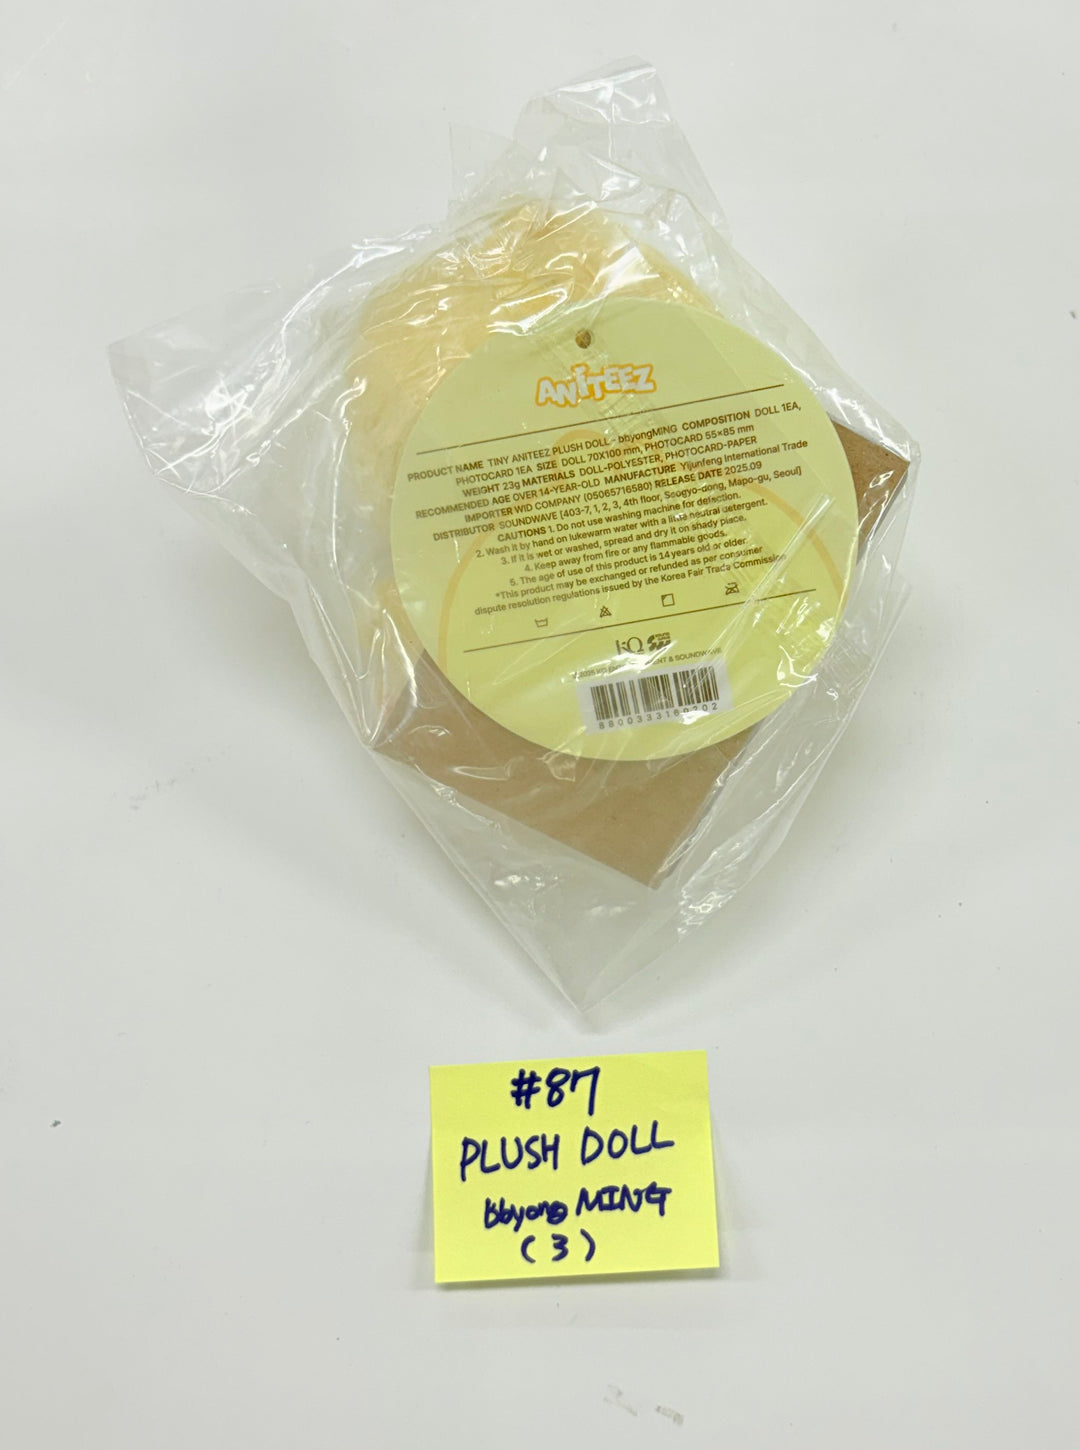 ANITEEZ
PRODUCT NAME TINY ANITEEZ PLUSH DOLL - bbyongMING COMPOSITION DOLL 1EA,
PHOTOCARD 1EA SIZE DOLL 70X100 mm, PHOTOCARD 55×85 mm
WEIGHT 23g MATERIALS DOLL-POLYESTER, PHOTOCARD-PAPER
RECOMMENDED AGE OVER 14-YEAR-OLD MANUFACTURE Yijunfeng International Trade
IMPORTER WID COMPANY (05065716580) RELEASE DATE 2025.09
DISTRIBUTOR SOUNDWAVE [403-7, 1, 2, 3, 4th floor, Seogyo-dong, Mapo-gu, Seoul]
CAUTIONS 1. Do not use washing machine for defection.
2. Wash it by hand on lukewarm water with a little neutral detergent.
3. If it is wet or washed, spread and dry it on shady place.
4. Keep away from fire or any flammable goods.
5. The age of use of this product is 14 years old or older
*This product may be exchanged or refunded as per consumer
dispute resolution regulations issued by the Korea Fair Trade Commission
KQ
& SOUNDWAVE
#87
PLUSH DOLL
bbyong MING
(3)